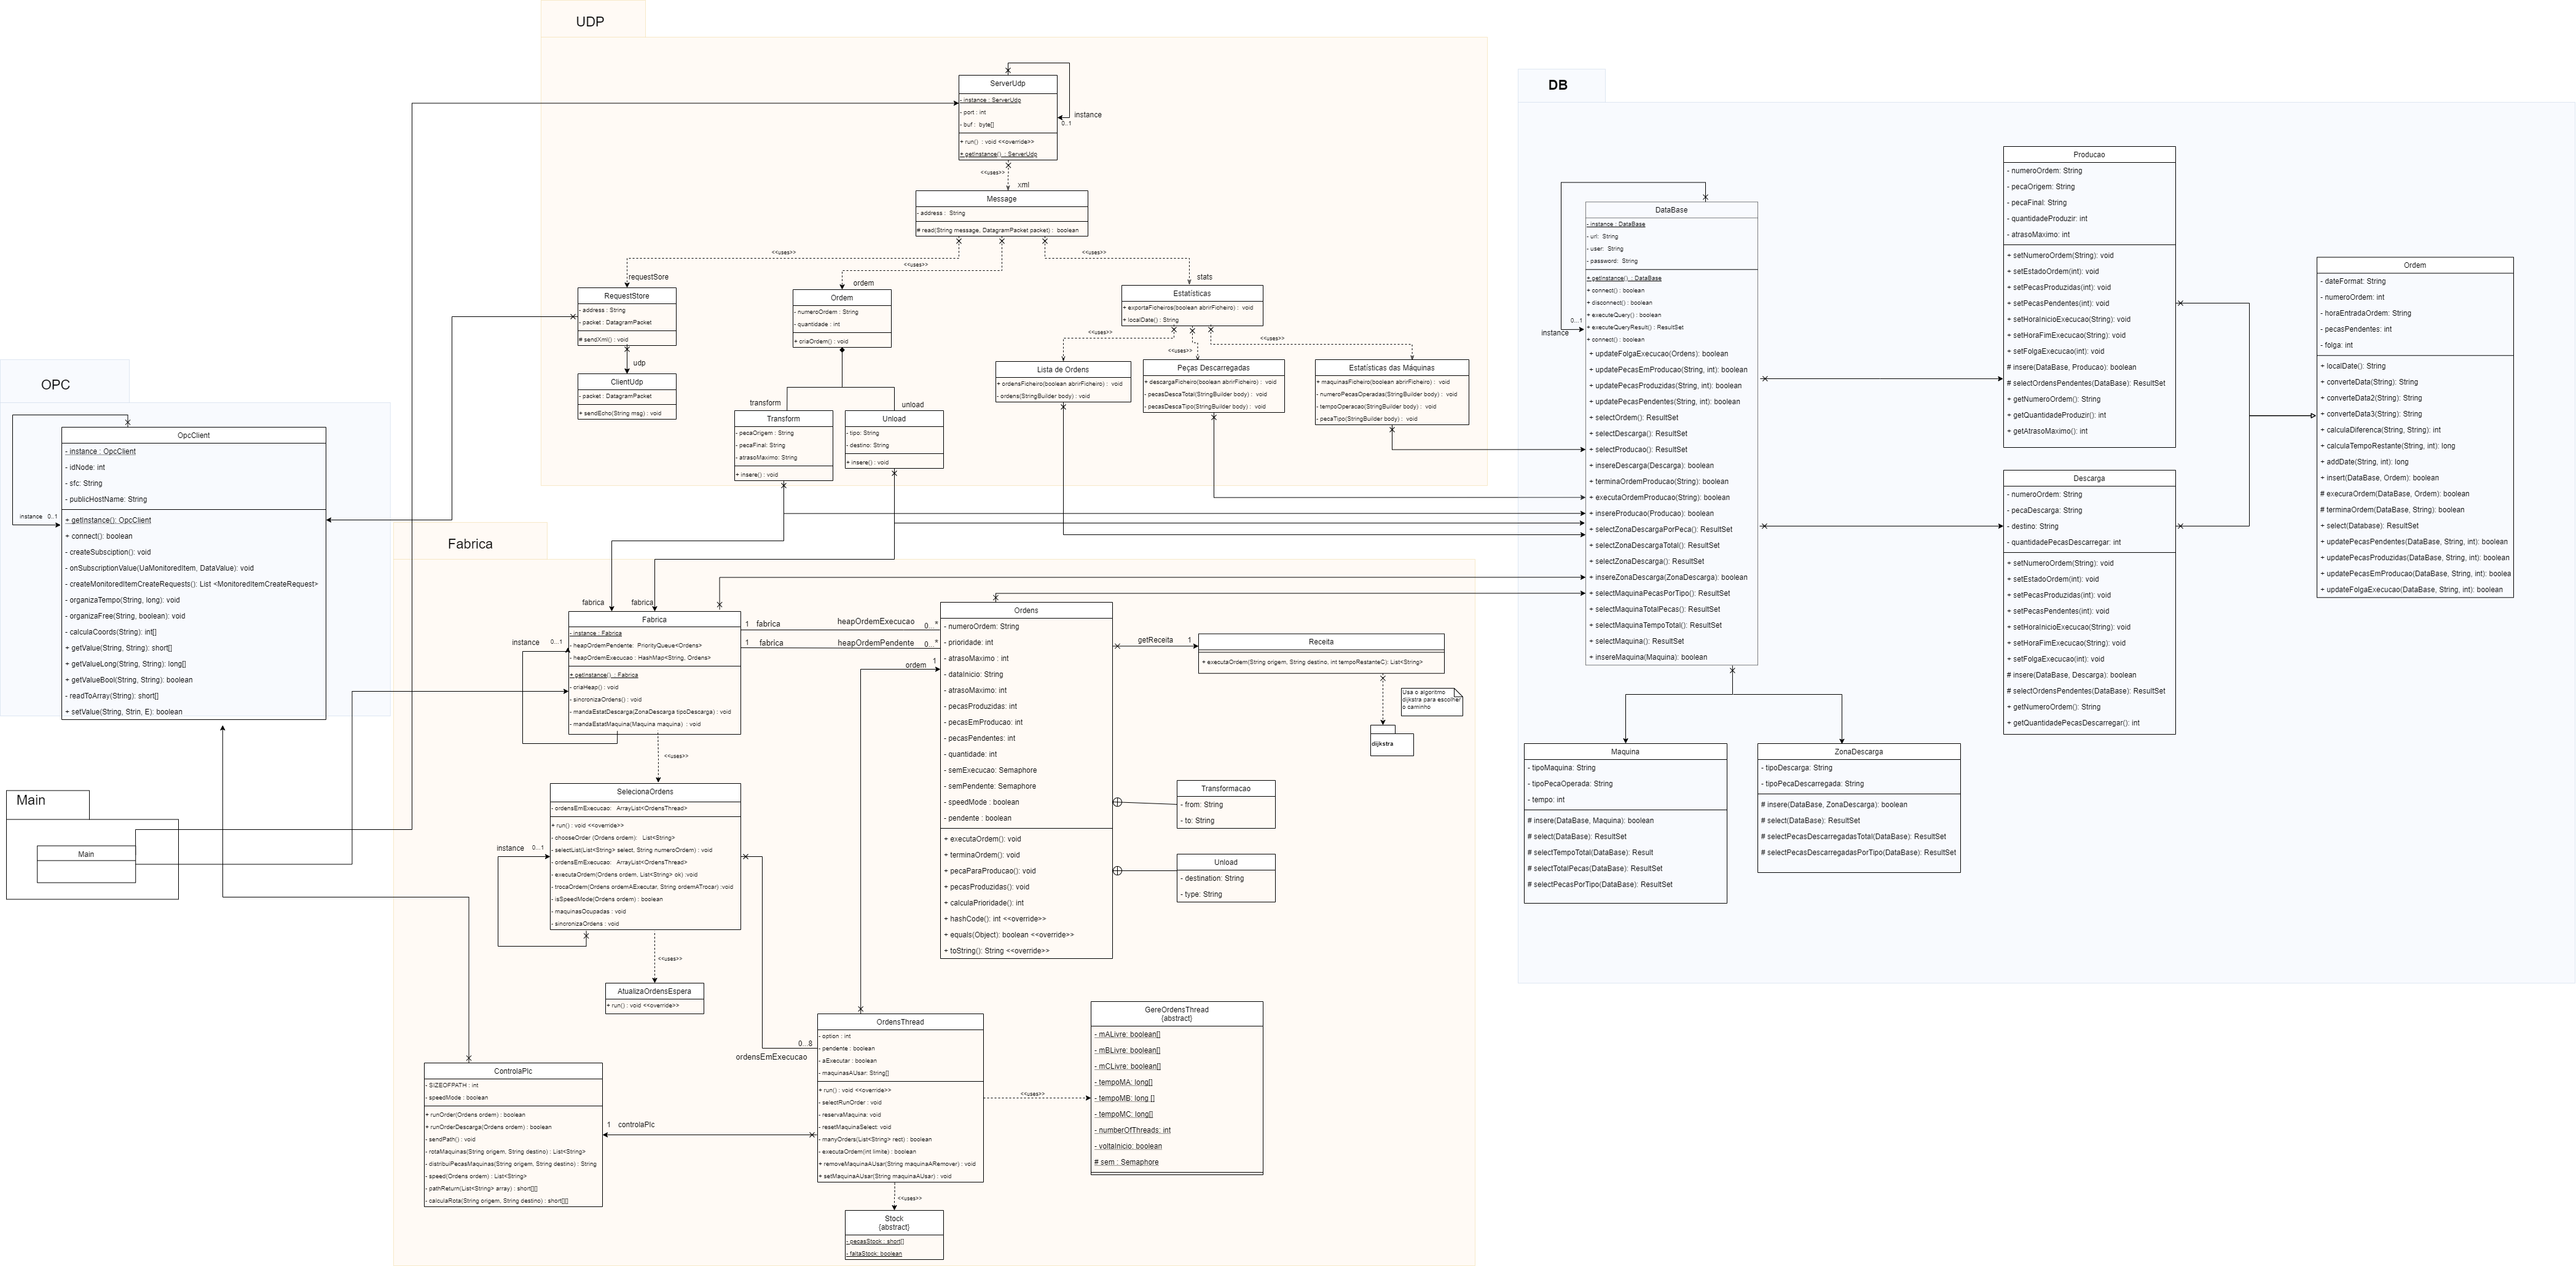 UDP
ServerUdp
- instance : ServerUdp
- port : int
- buf : byte[]
+ run() : void <<override>>
+ getInstance() : ServerUdp
0..1
instance
<<uses>>
xml
Message
- address : String
# read(String message, DatagramPacket packet) : boolean
<<uses>>
<<uses>>
<<uses>>
requestSore
ordem
stats
RequestStore
- address : String
- packet : DatagramPacket
# sendXml() : void
udp
ClientUdp
- packet : DatagramPacket
+ sendEcho(String msg) : void
Ordem
- numeroOrdem : String
- quantidade : int
+ criaOrdem() : void
transform
unload
Transform
- pecaOrigem : String
- pecaFinal: String
- atrasoMaximo: String
+ insere() : void
Unload
- tipo: String
- destino: String
+ insere() : void
Estatísticas
+ exportaFicheiros(boolean abrirFicheiro) : void
+ localDate() : String
<<uses>>
<<uses>>
<<uses>>
Lista de Ordens
+ ordensFicheiro(boolean abrirFicheiro) : void
- ordens(StringBuilder body) : void
Peças Descarregadas
+ descargaFicheiro(boolean abrirFicheiro) : void
- pecasDescaTotal(StringBuilder body) : void
- pecasDescaTipo(StringBuilder body) : void
Estatísticas das Máquinas
+ maquinasFicheiro(boolean abrirFicheiro) : void
- numeroPecasOperadas(StringBuilder body) : void
- tempoOperacao(StringBuilder body) : void
- pecaTipo(StringBuilder body) : void
DB
DataBase
- instance : DataBase
- url: String
- user: String
- password: String
+ getInstance() : DataBase
+ connect() : boolean
+ disconnect() : boolean
+ executeQuery() : boolean
+ executeQueryResult() : ResultSet
+ connect() : boolean
+ updateFolgaExecucao(Ordens): boolean
+ updatePecasEmProducao(String, int): boolean
+ updatePecasProduzidas(String, int): boolean
+ updatePecasPendentes(String, int): boolean
+ selectOrdem(): ResultSet
+ selectDescarga(): ResultSet
+ selectProducao(): ResultSet
+ insereDescarga(Descarga): boolean
+ terminaOrdemProducao(String): boolean
+ executaOrdemProducao(String): boolean
+ insereProducao(Producao): boolean
+ selectZonaDescargaPorPeca(): ResultSet
+ selectZonaDescargaTotal(): ResultSet
+ selectZonaDescarga(): ResultSet
+ insereZonaDescarga(ZonaDescarga): boolean
+ selectMaquinaPecasPorTipo(): ResultSet
+ selectMaquinaTotalPecas(): ResultSet
+ selectMaquinaTempoTotal(): ResultSet
+ selectMaquina(): ResultSet
+ insereMaquina(Maquina): boolean
0..1
instance
Producao
- numeroOrdem: String
- pecaOrigem: String
- pecaFinal: String
- quantidadeProduzir: int
- atrasoMaximo: int
+ setNumeroOrdem(String): void
+ setEstadoOrdem(int): void
+ setPecasProduzidas(int): void
+ setPecasPendentes(int): void
+ setHoraInicioExecucao(String): void
+ setHoraFimExecucao(String): void
+ setFolgaExecucao(int): void
# insere(DataBase, Producao): boolean
# selectOrdensPendentes(DataBase): ResultSet
+ getNumeroOrdem(): String
+ getQuantidadeProduzir(): int
+ getAtrasoMaximo(): int
Descarga
- numeroOrdem: String
- pecaDescarga: String
- destino: String
- quantidadePecasDescarregar: int
+ setNumeroOrdem(String): void
+ setEstadoOrdem(int): void
+ setPecasProduzidas(int): void
+ setPecasPendentes(int): void
+ setHoraInicioExecucao(String): void
+ setHoraFimExecucao(String): void
+ setFolgaExecucao(int): void
# insere(DataBase, Descarga): boolean
# selectOrdensPendentes(DataBase): ResultSet
+ getNumeroOrdem(): String
+ getQuantidadePecasDescarregar(): int
Ordem
- dateFormat: String
- numeroOrdem: int
- horaEntradaOrdem: String
- pecasPendentes: int
- folga: int
+ localDate(): String
+ converteData(String): String
+ converteData2(String): String
+ converteData3(String): String
+ calculaDiferenca(String, String): int
+ calculaTempoRestante(String, int): long
+ addDate(String, int): long
+ insert(DataBase, Ordem): boolean
# execuraOrdem(DataBase, Ordem): boolean
# terminaOrdem(DataBase, String): boolean
+ select(Database): ResultSet
+ updatePecasPendentes(DataBase, String, int): boolean
+ updatePecasProduzidas(DataBase, String, int): boolean
+ updatePecasEmProducao(DataBase, String, int): boolea
+ updateFolgaExecucao(DataBase, String, int): boolean
Maquina
- tipoMaquina: String
- tipoPecaOperada: String
- tempo: int
# insere(DataBase, Maquina): boolean
# select(DataBase): ResultSet
# selectTempoTotal(DataBase): Result
# selectTotalPecas(DataBase): ResultSet
# selectPecasPorTipo(DataBase): ResultSet
ZonaDescarga
- tipoDescarga: String
- tipoPecaDescarregada: String
# insere(DataBase, ZonaDescarga): boolean
# select(DataBase): ResultSet
# selectPecasDescarregadasTotal(DataBase): ResultSet
# selectPecasDescarregadasPorTipo(DataBase): ResultSet
OPC
OpcClient
- instance : OpcClient
- idNode: int
- sfc: String
- publicHostName: String
+ getInstance(): OpcClient
+ connect(): boolean
- createSubsciption(): void
- onSubscriptionValue(UaMonitoredItem, DataValue): void
- createMonitoredItemCreateRequests(): List <MonitoredItemCreateRequest>
- organizaTempo(String, long): void
- organizaFree(String, boolean): void
- calculaCoords(String): int[]
+ getValue(String, String): short[]
+ getValueLong(String, String): long[]
+ getValueBool(String, String): boolean
- readToArray(String): short[]
+ setValue(String, Strin, E): boolean
instance 0..1
Main
Main
Fabrica
fabrica
fabrica
Fabrica
- instance : Fabrica
- heapOrdemPendente: PriorityQueue<Ordens>
- heapOrdemExecucao : HashMap<String, Ordens>
+ getInstance() : Fabrica
- criaHeap() : void
- sincronizaOrdens() : void
- mandaEstatDescarga(ZonaDescarga tipoDescarga) : void
- mandaEstatMaquina(Maquina maquina) : void
instance 0..1
1 fabrica heapOrdemExecucao 0...*
1 fabrica heapOrdemPendente 0...*
<<uses>>
SelecionaOrdens
- ordensEmExecucao: ArrayList<OrdensThread>
+ run() : void <<override>>
- chooseOrder (Ordens ordem): List<String>
- selectList(List<String> select, String numeroOrdem) : void
- ordensEmExecucao: ArrayList<OrdensThread>
- executaOrdem(Ordens ordem, List<String> ok) :void
- trocaOrdem(Ordens ordemAExecutar, String ordemATrocar) :void
- isSpeedMode(Ordens ordem) : boolean
- maquinasOcupadas : void
- sincronizaOrdens : void
instance 0...1
<<uses>>
AtualizaOrdensEspera
+ run() : void <<override>>
Ordens
- numeroOrdem: String
- prioridade: int
- atrasoMaximo : int
- dataInicio: String
- atrasoMaximo: int
- pecasProduzidas: int
- pecasEmProducao: int
- pecasPendentes: int
- quantidade: int
- semExecucao: Semaphore
- semPendente: Semaphore
- speedMode : boolean
- pendente : boolean
+ executaOrdem(): void
+ terminaOrdem(): void
+ pecaParaProducao(): void
+ pecasProduzidas(): void
+ calculaPrioridade(): int
+ hashCode(): int <<override>>
+ equals(Object): boolean <<override>>
+ toString(): String <<override>>
ordem 1
getReceita 1
Receita
+ executaOrdem(String origem, String destino, int tempoRestanteC): List<String>
Usa o algoritmo
dijkstra para escolher
o caminho
dijkstra
Transformacao
- from: String
- to: String
Unload
- destination: String
- type: String
0...8
ordensEmExecucao
OrdensThread
- option : int
- pendente : boolean
- aExecutar : boolean
- maquinasAUsar: String[]
+ run() : void <<override>>
- selectRunOrder : void
- reservaMaquina: void
- resetMaquinaSelect: void
- manyOrders(List<String> rect) : boolean
- executaOrdem(int limite) : boolean
+ removeMaquinaAUsar(String maquinaARemover) : void
+ setMaquinaAUsar(String maquinaAUsar) : void
<<uses>>
GereOrdensThread
{abstract}
- mALivre: boolean[]
- mBLivre: boolean[]
- mCLivre: boolean[]
- tempoMA: long[]
- tempoMB: long []
- tempoMC: long[]
- numberOfThreads: int
- voltaInicio: boolean
# sem : Semaphore
ControlaPlc
- SIZEOFPATH : int
- speedMode : boolean
+ runOrder(Ordens ordem) : boolean
+ runOrderDescarga(Ordens ordem) : boolean
- sendPath() : void
- rotaMaquinas(String origem, String destino) : List<String>
- distribuiPecasMaquinas(String origem, String destino) : String
- speed(Ordens ordem) : List<String>
- pathReturn(List<String> array) : short[][]
- calculaRota(String origem, String destino) : short[][]
1 controlaPlc
<<uses>>
Stock
{abstract}
- pecasStock : short[]
- faltaStock: boolean